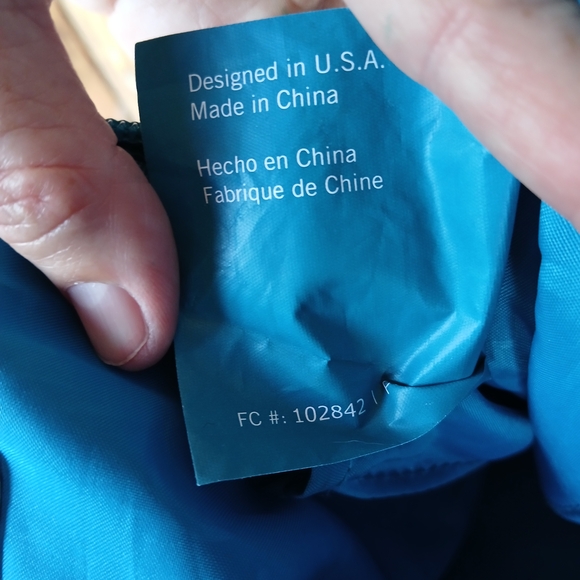 Designed in U.S.A.
Made in China
Hecho en China
Fabrique de Chine
FC #: 102842